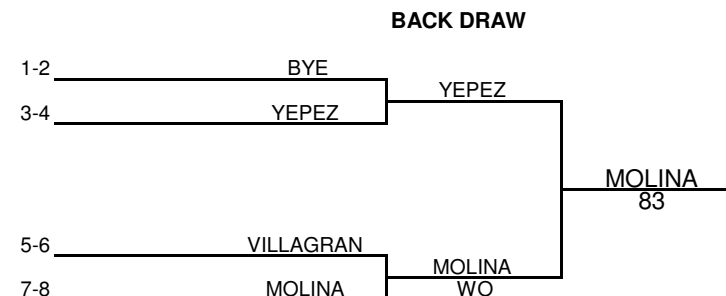 BACK DRAW
1-2 BYE
YEPEZ
3-4 YEPEZ
MOLINA
83
5-6 VILLAGRAN
MOLINA
7-8 MOLINA WO